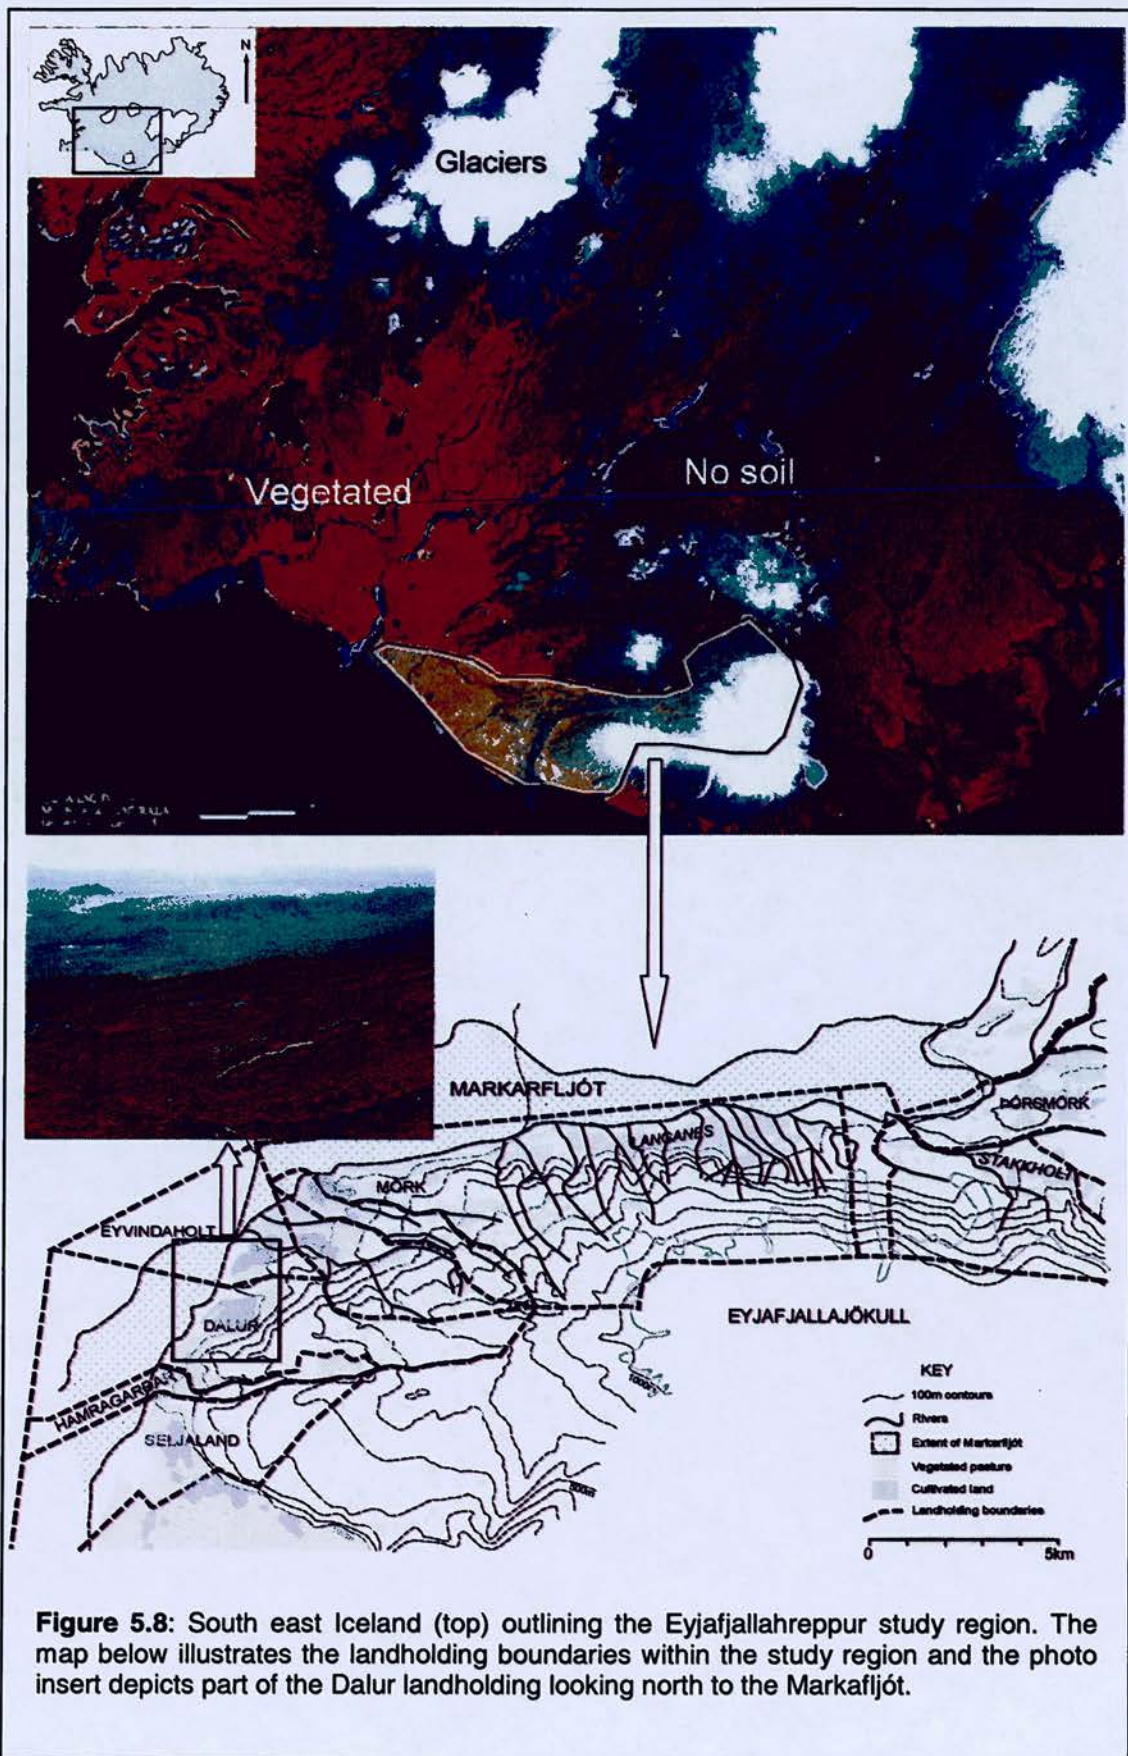 N
Glaciers
Vegetated
No soil
MARKARFLJÓT
LANGANES
ÞÓRSMÖRK
STAKKHOLT
MÖRK
EYVINDAHOLT
DALUR
EYJAFJALLAJÖKULL
HAMRAGARÐAR
SELJALAND
1000m
KEY
100m contours
Rivers
Extent of Markarfljót
Vegetated pasture
Cultivated land
Landholding boundaries
0 5km
Figure 5.8: South east Iceland (top) outlining the Eyjafjallahreppur study region. The
map below illustrates the landholding boundaries within the study region and the photo
insert depicts part of the Dalur landholding looking north to the Markafljót.